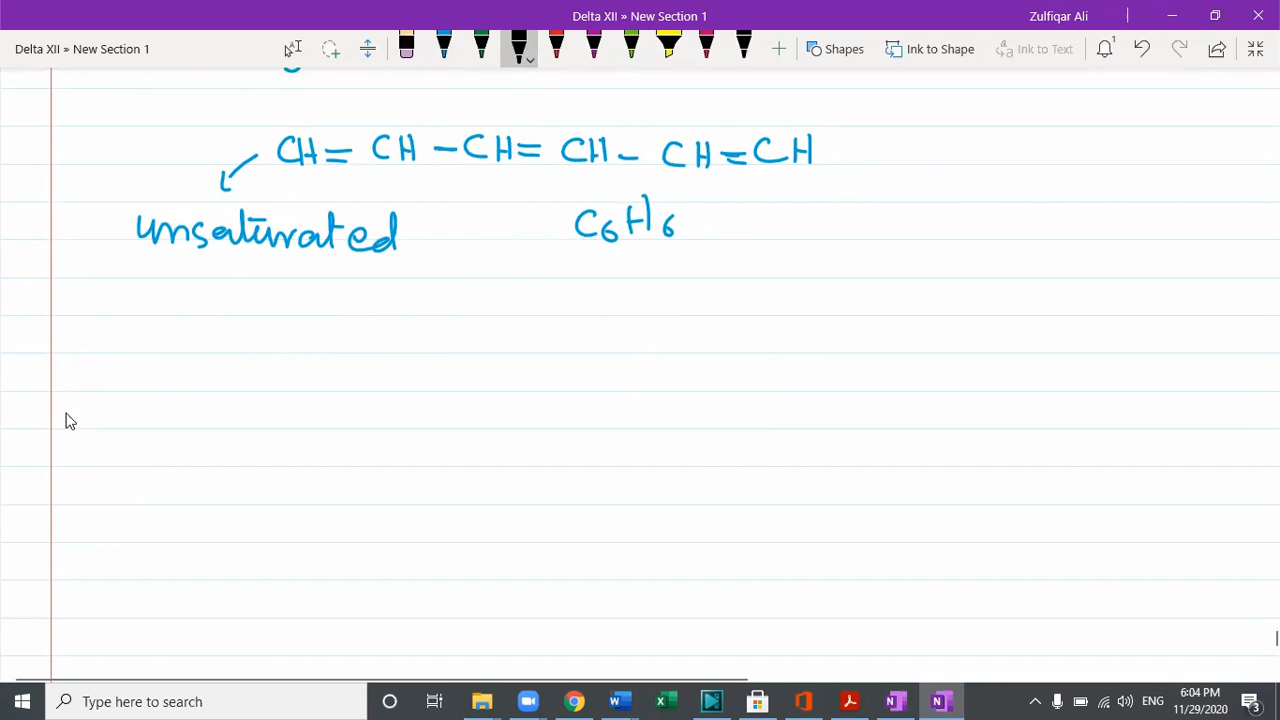 Delta XII » New Section 1
Zulfiqar Ali
Delta XII » New Section 1
Shapes
Ink to Shape
Ink to Text
CH = CH - CH = CH - CH = CH
unsaturated
C6H6
Type here to search
ENG
6:04 PM
11/29/2020
3